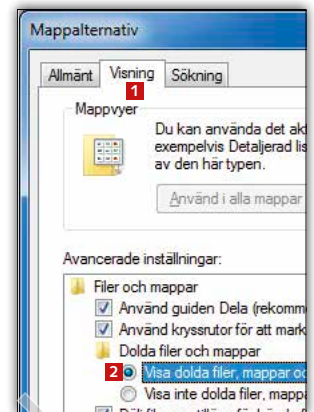 Mappalternativ
Allmänt Visning Sökning
1
Mappvyer
Du kan använda det akt
exempelvis Detaljerad lis
av den här typen.
Använd i alla mappar
Avancerade inställningar:
Filer och mappar
Använd guiden Dela (rekomm
Använd kryssrutor för att mark
Dolda filer och mappar
2 Visa dolda filer, mappar oc
Visa inte dolda filer, mappa